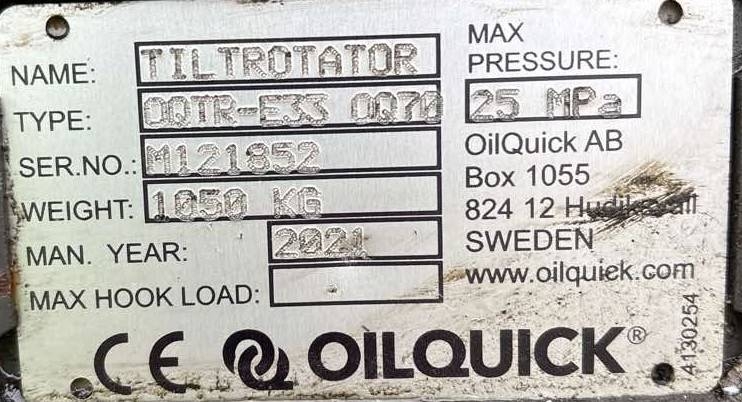 NAME: TILTROTATOR
TYPE: OQTR-E33 OQ70
SER.NO.: M121852
WEIGHT: 1050 KG
MAN. YEAR: 2021
MAX HOOK LOAD:
MAX
PRESSURE:
25 MPa
OilQuick AB
Box 1055
824 12 Hudiksvall
SWEDEN
www.oilquick.com
4130254
CE OILQUICK®